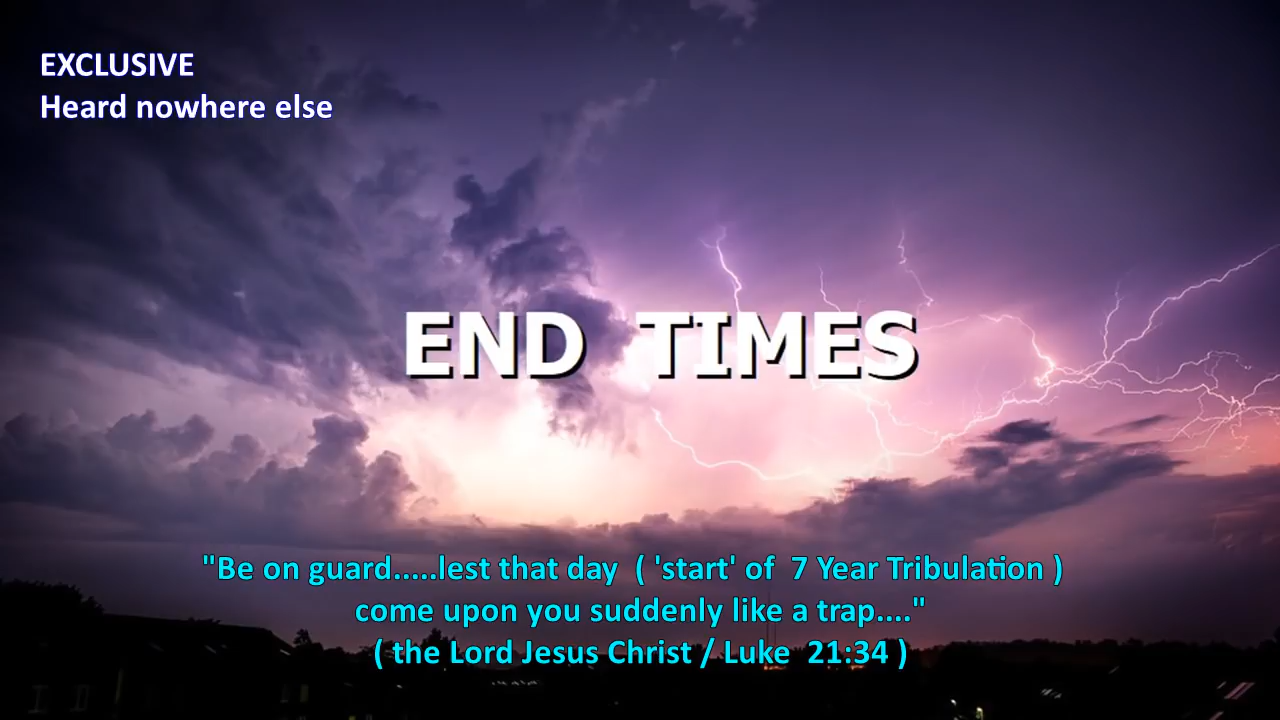 EXCLUSIVE
Heard nowhere else
END TIMES
"Be on guard.....lest that day ( 'start' of 7 Year Tribulation )
come upon you suddenly like a trap...."
( the Lord Jesus Christ / Luke 21:34 )